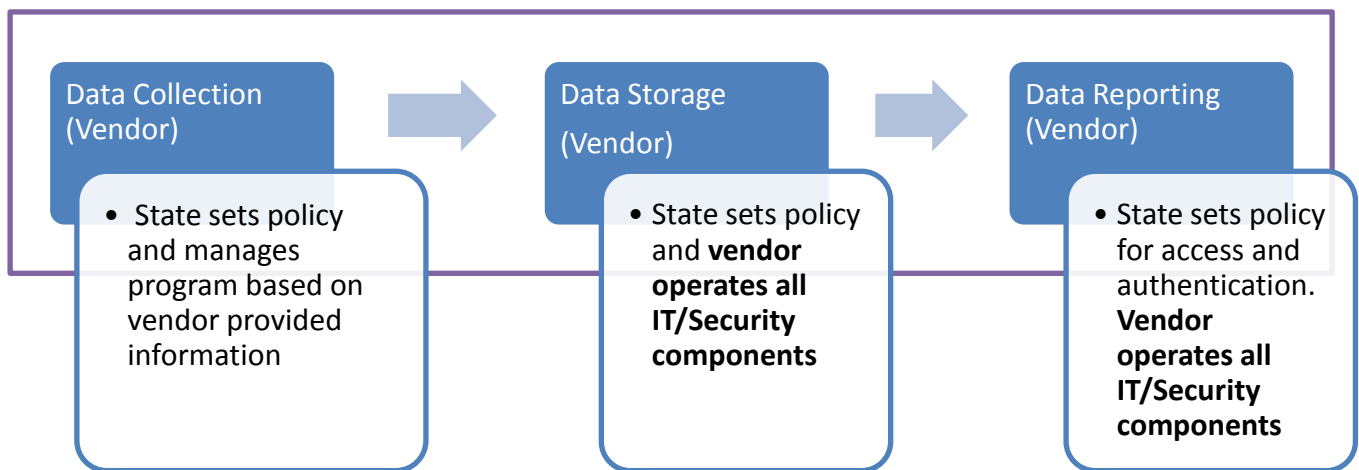 Data Collection
(Vendor)
• State sets policy
and manages
program based on
vendor provided
information
Data Storage
(Vendor)
• State sets policy
and vendor
operates all
IT/Security
components
Data Reporting
(Vendor)
• State sets policy
for access and
authentication.
Vendor
operates all
IT/Security
components